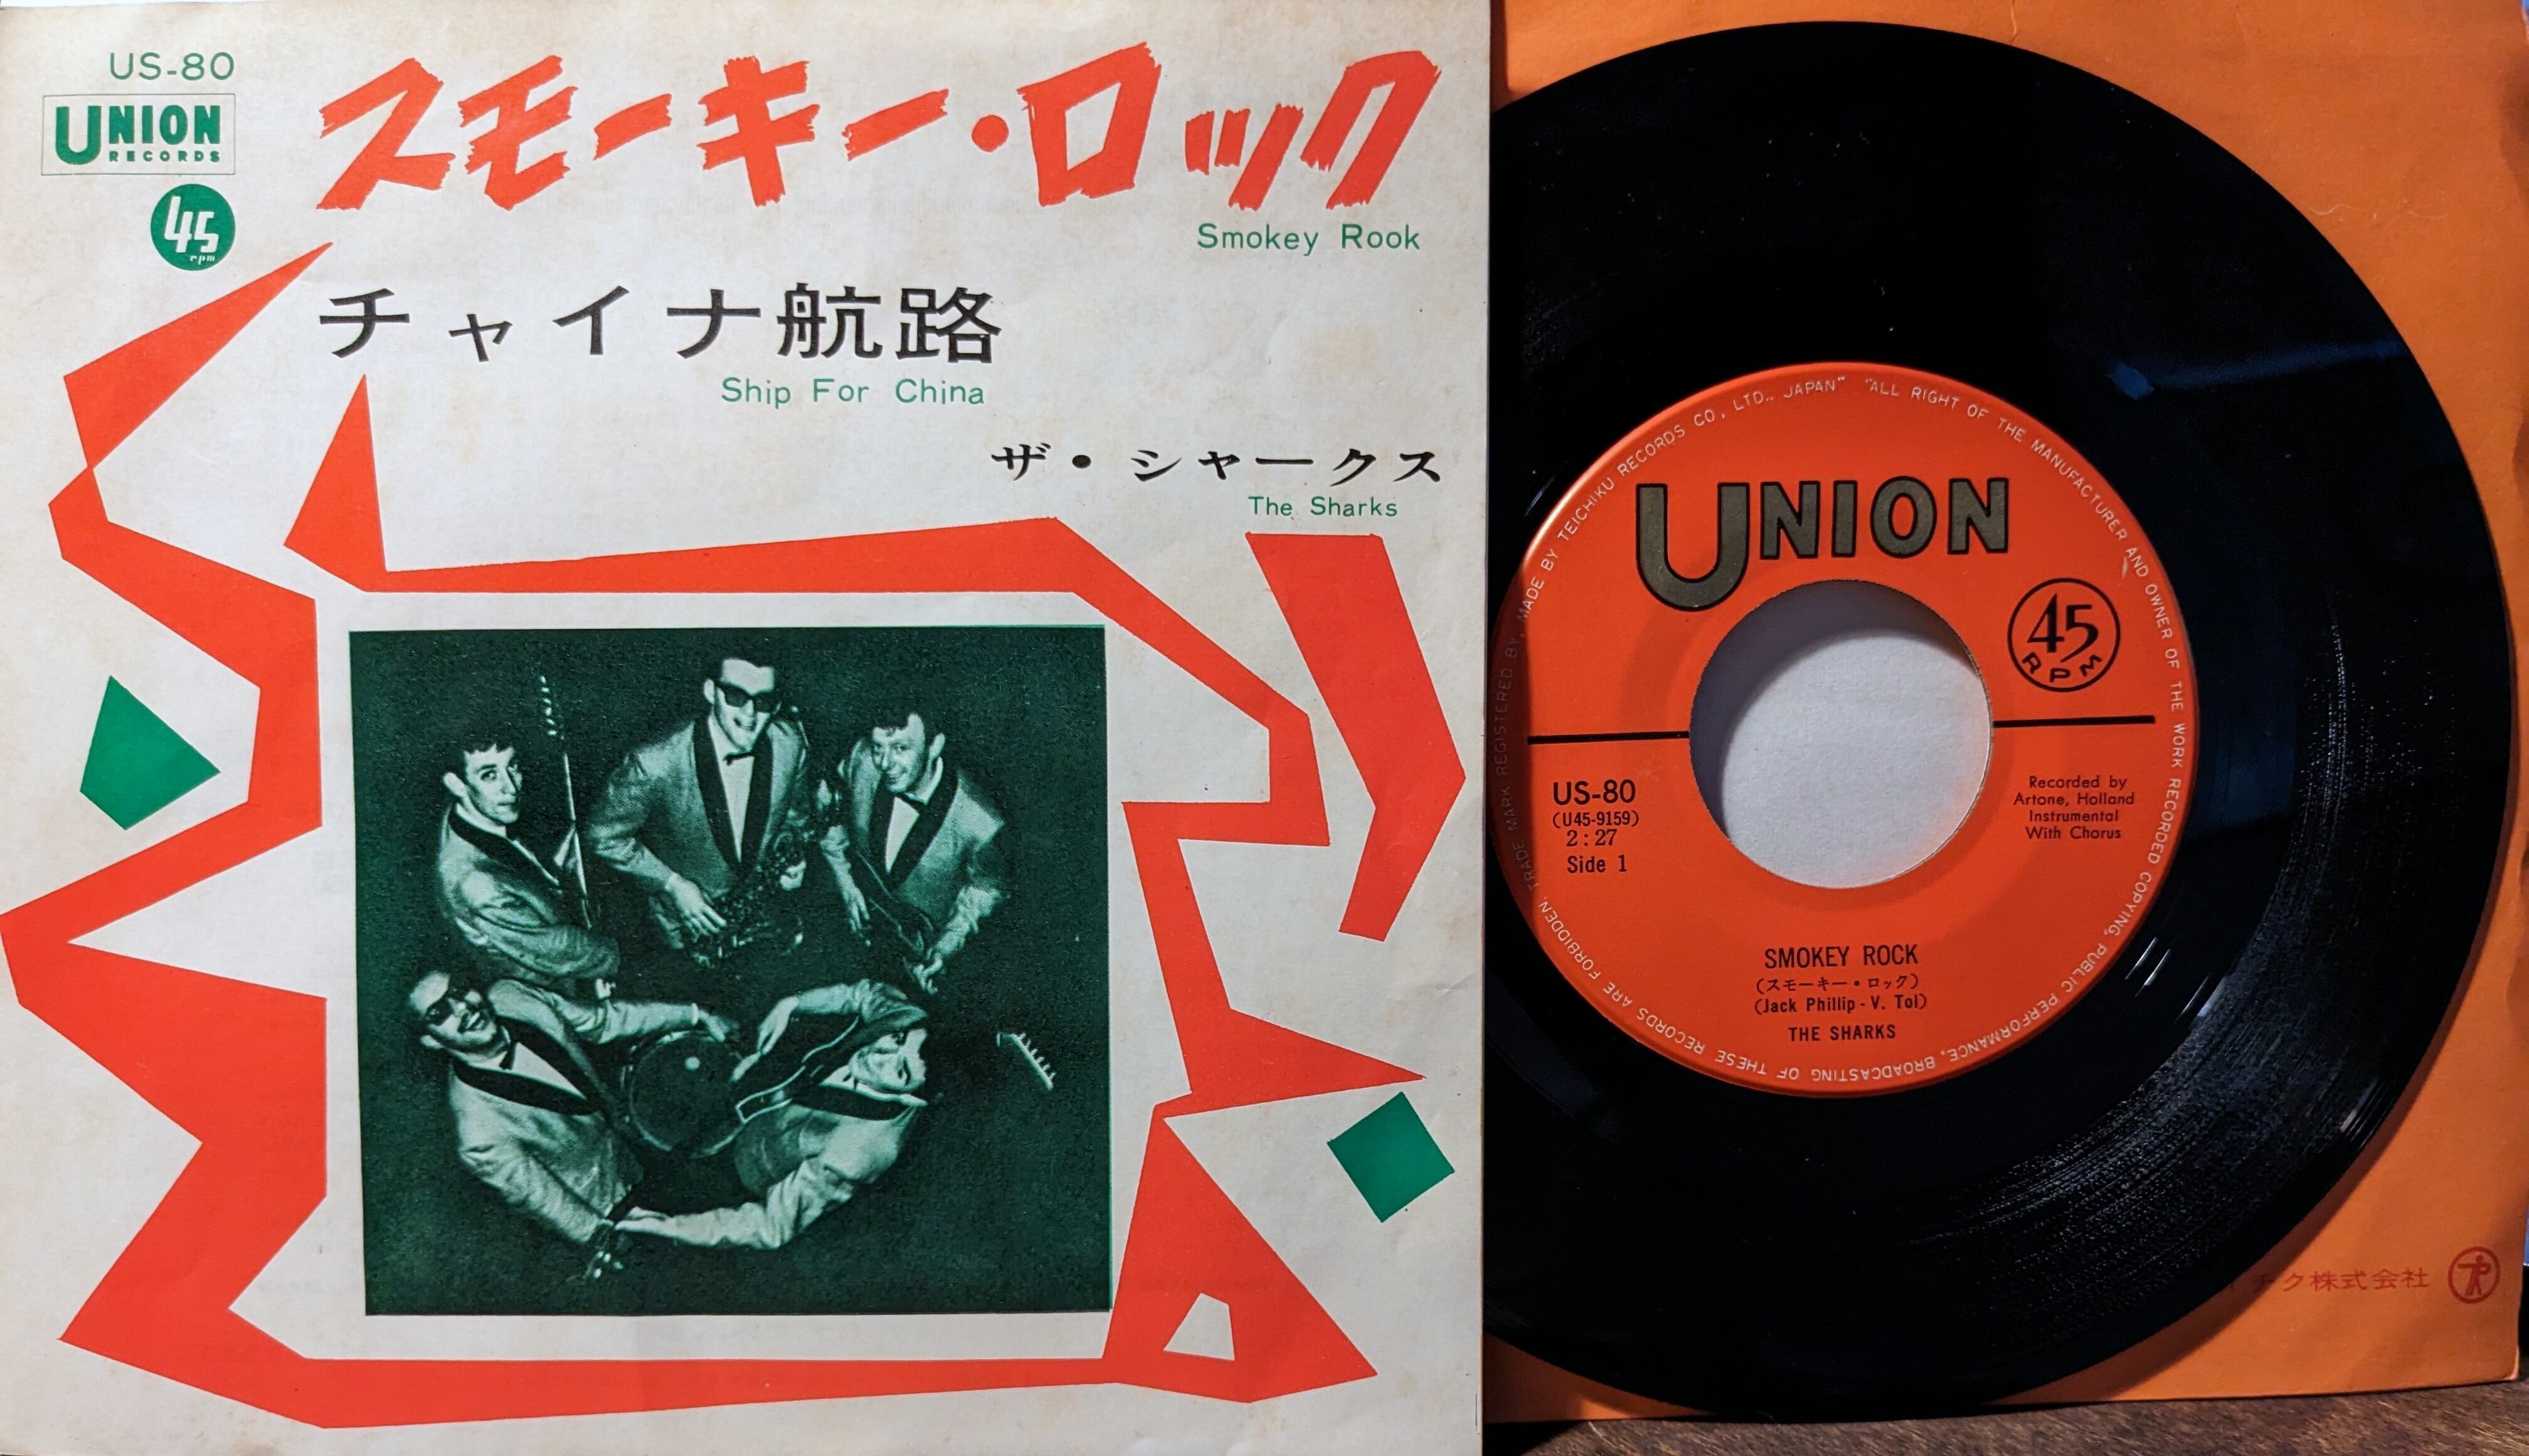 US-80
UNION
RECORDS
45
rpm
スモーキー・ロック
Smokey Rook
チャイナ航路
Ship For China
ザ・シャークス
The Sharks
MADE BY TEICHIKU RECORDS CO., LTD., JAPAN" "ALL RIGHT OF THE MANUFACTURER AND OWNER OF THE WORK RECORDED COPYING, PUBLIC PERFORMANCE, BROADCASTING OF THESE RECORDS ARE FORBIDDEN, TRADE MARK REGISTERED BY,
UNION
45
RPM
US-80
(U45-9159)
2:27
Side 1
Recorded by
Artone, Holland
Instrumental
With Chorus
SMOKEY ROCK
(スモーキー・ロック)
(Jack Phillip - V. Tol)
THE SHARKS
チク株式会社